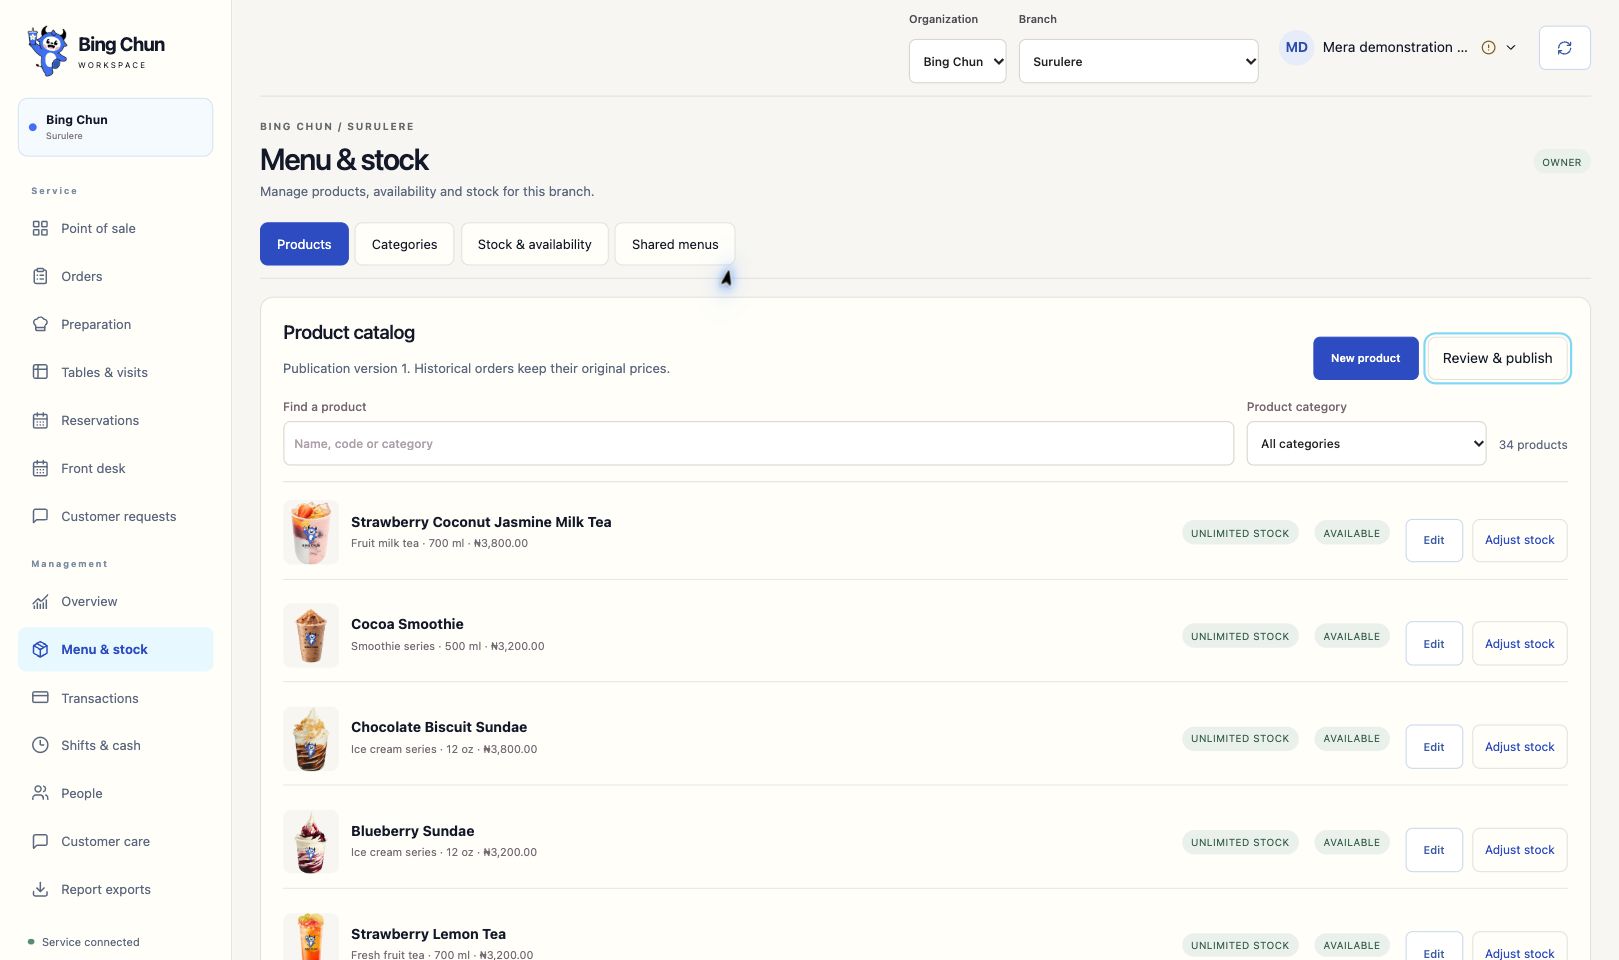 Bing Chun
WORKSPACE
Bing Chun
Surulere
Service
Point of sale
Orders
Preparation
Tables & visits
Reservations
Front desk
Customer requests
Management
Overview
Menu & stock
Transactions
Shifts & cash
People
Customer care
Report exports
Service connected
Organization
Branch
Bing Chun
Surulere
MD
Mera demonstration ...
BING CHUN / SURULERE
Menu & stock
OWNER
Manage products, availability and stock for this branch.
Products
Categories
Stock & availability
Shared menus
Product catalog
Publication version 1. Historical orders keep their original prices.
New product
Review & publish
Find a product
Product category
Name, code or category
All categories
34 products
Strawberry Coconut Jasmine Milk Tea
Fruit milk tea · 700 ml · ₦3,800.00
UNLIMITED STOCK
AVAILABLE
Edit
Adjust stock
Cocoa Smoothie
Smoothie series · 500 ml · ₦3,200.00
UNLIMITED STOCK
AVAILABLE
Edit
Adjust stock
Chocolate Biscuit Sundae
Ice cream series · 12 oz · ₦3,800.00
UNLIMITED STOCK
AVAILABLE
Edit
Adjust stock
Blueberry Sundae
Ice cream series · 12 oz · ₦3,200.00
UNLIMITED STOCK
AVAILABLE
Edit
Adjust stock
Strawberry Lemon Tea
Fresh fruit tea · 700 ml · ₦3,200.00
UNLIMITED STOCK
AVAILABLE
Edit
Adjust stock